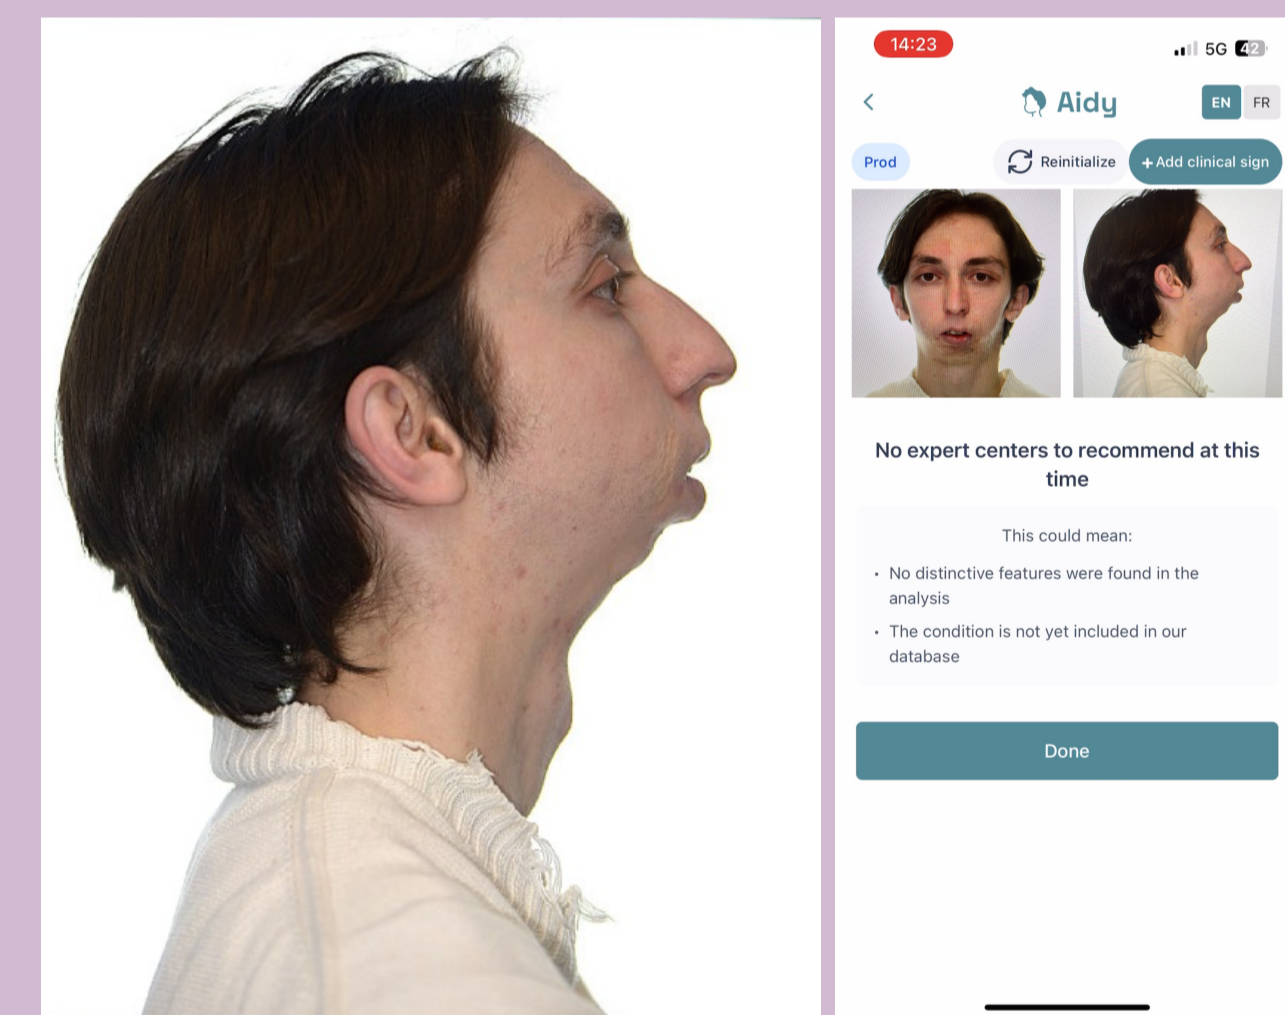 14:23
5G 42
Aidy
EN FR
Prod
Reinitialize
+ Add clinical sign
No expert centers to recommend at this
time
This could mean:
• No distinctive features were found in the
analysis
• The condition is not yet included in our
database
Done